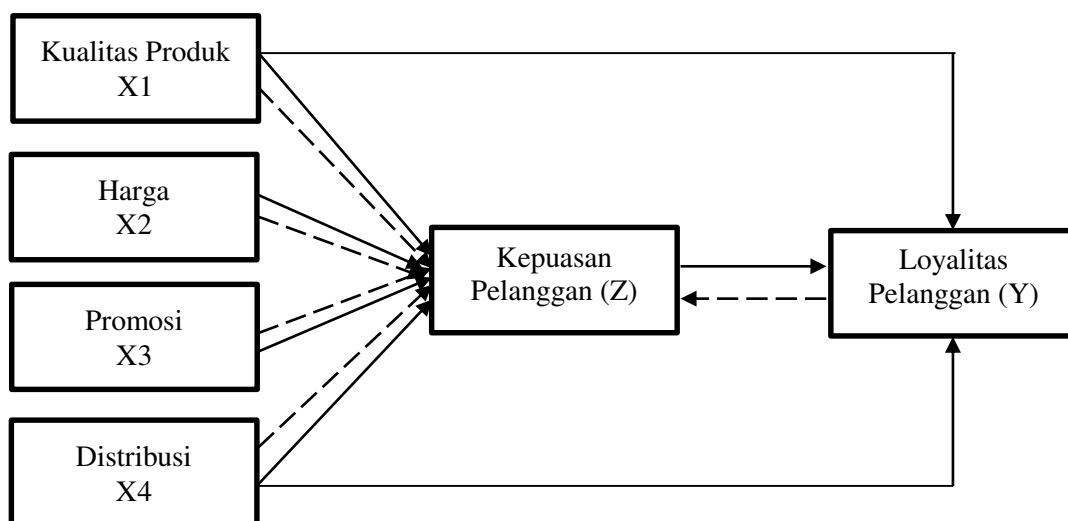 Kualitas Produk
X1
Harga
X2
Promosi
X3
Distribusi
X4
Kepuasan
Pelanggan (Z)
Loyalitas
Pelanggan (Y)